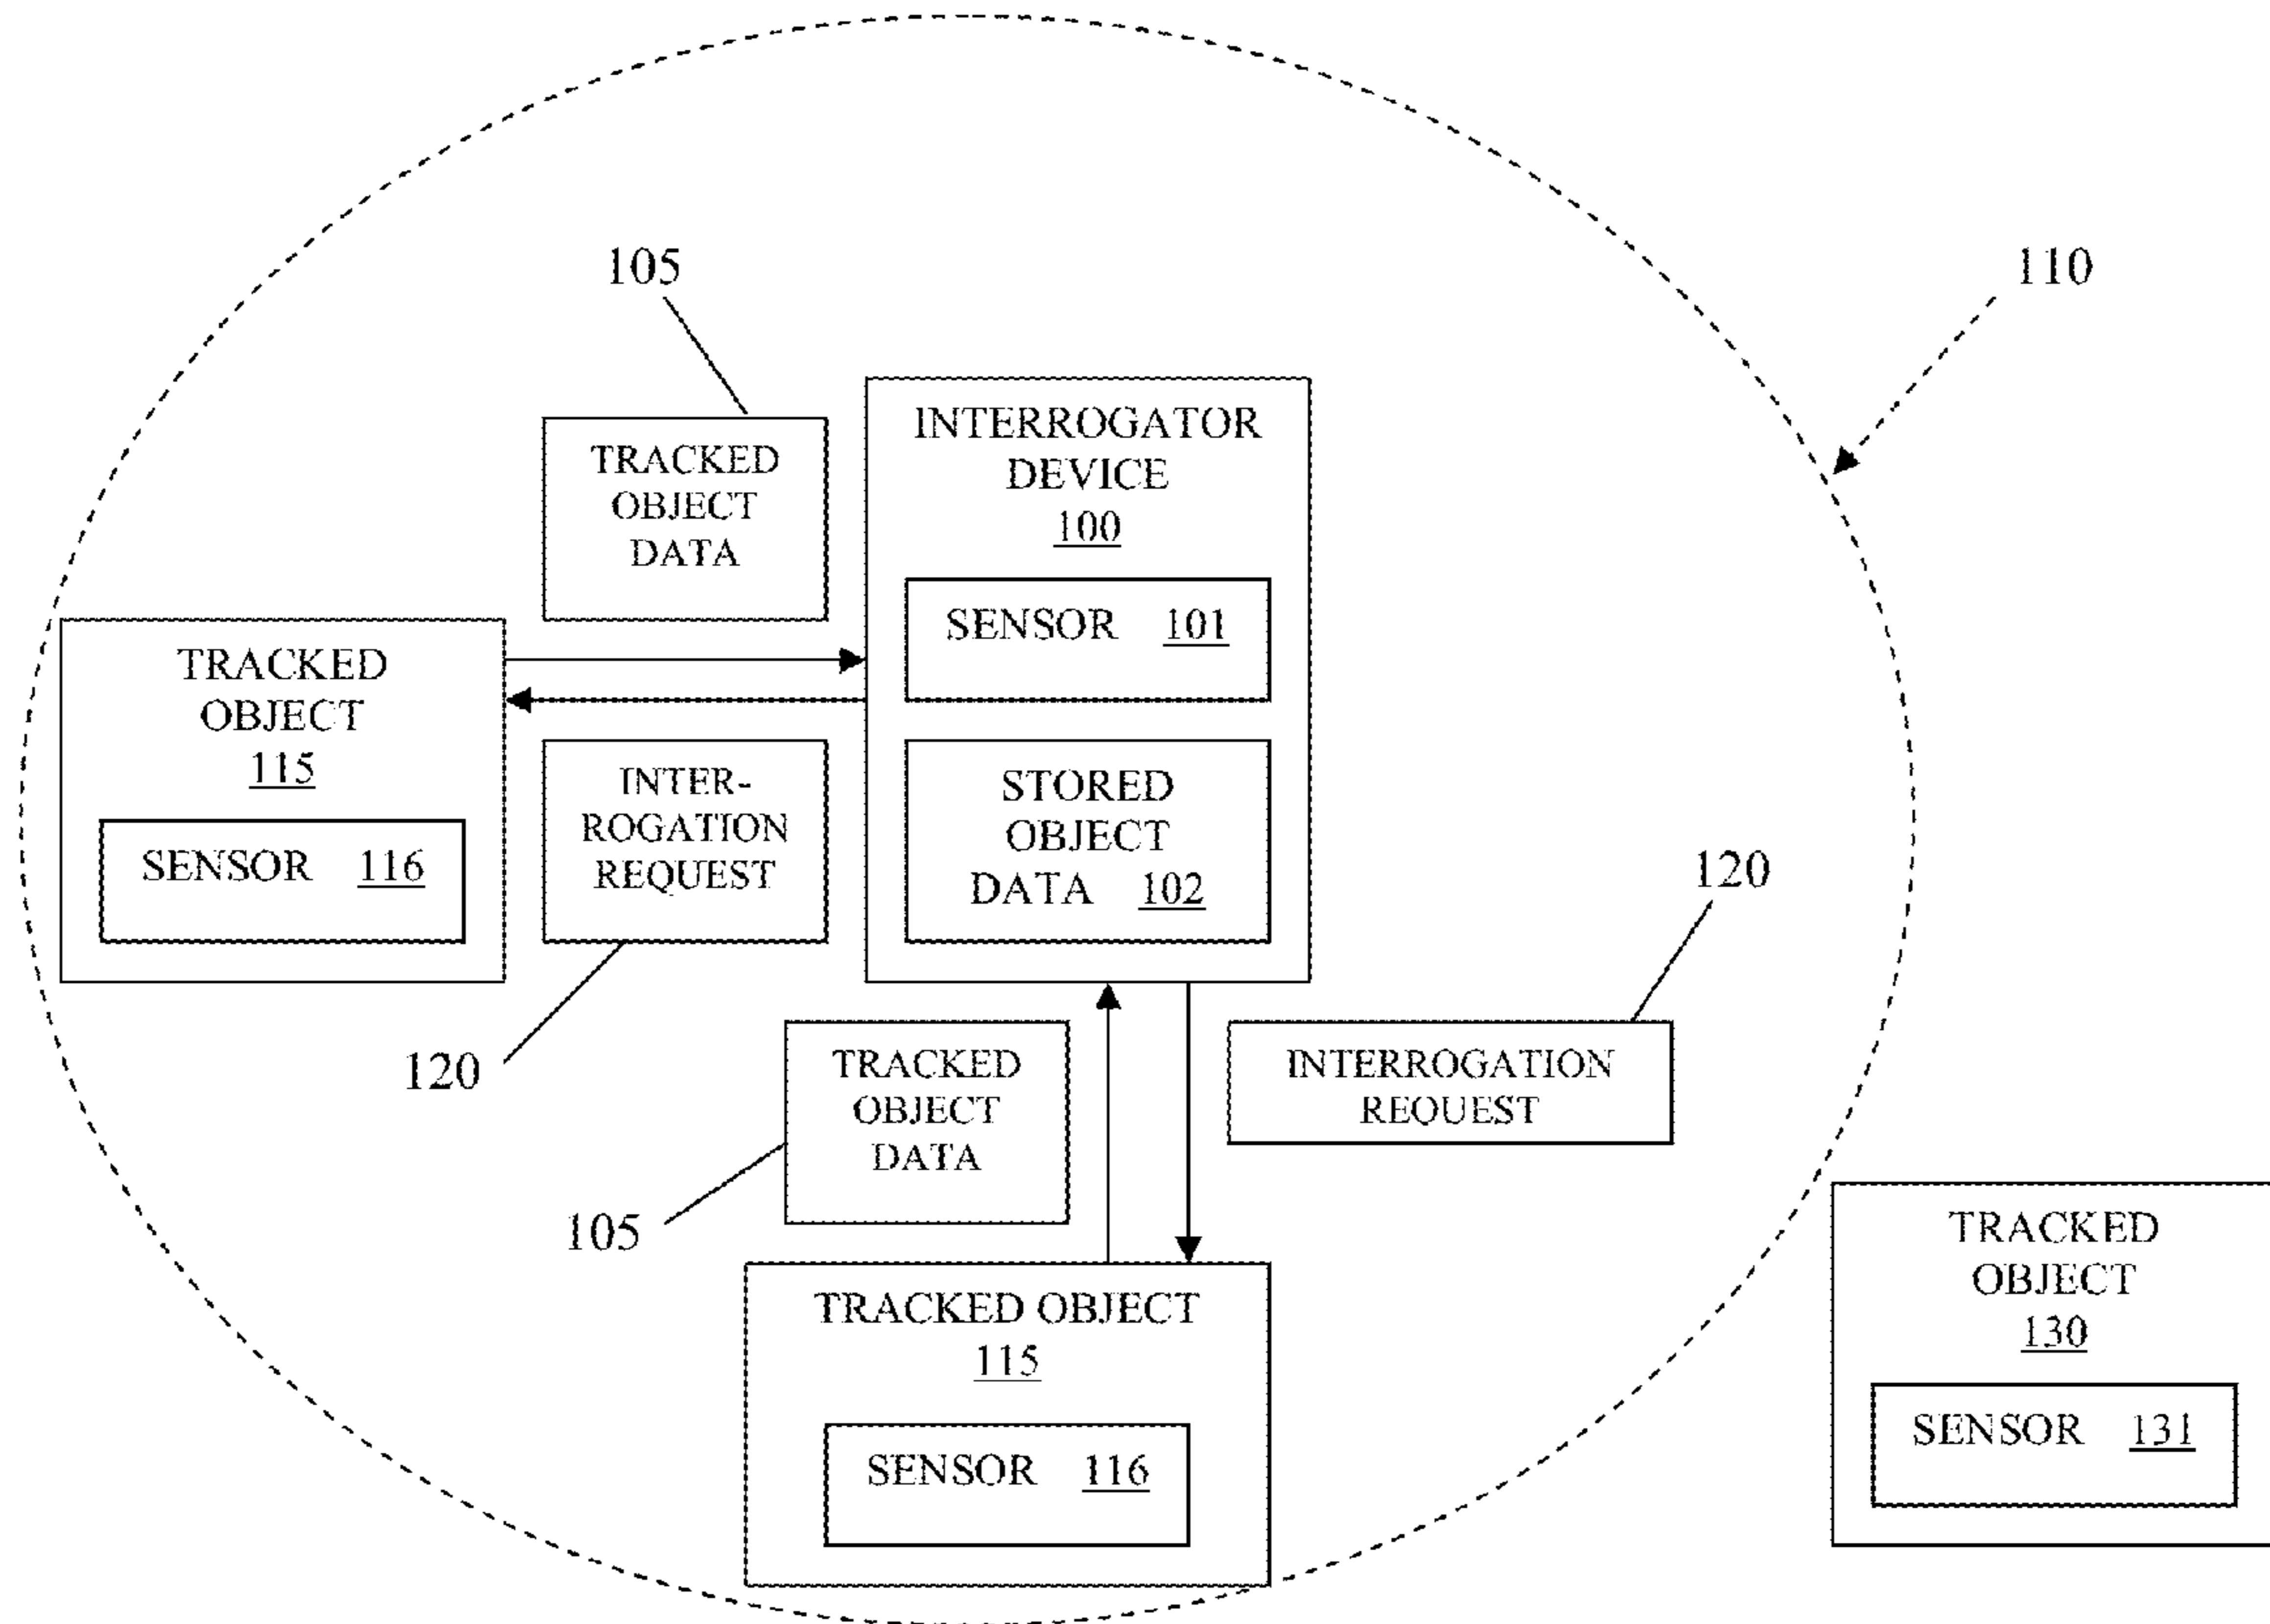 105
110
TRACKED
OBJECT
DATA
INTERROGATOR
DEVICE
100
SENSOR 101
STORED
OBJECT
DATA 102
TRACKED
OBJECT
115
SENSOR 116
INTER-
ROGATION
REQUEST
120
120
TRACKED
OBJECT
DATA
105
INTERROGATION
REQUEST
TRACKED OBJECT
115
SENSOR 116
TRACKED
OBJECT
130
SENSOR 131